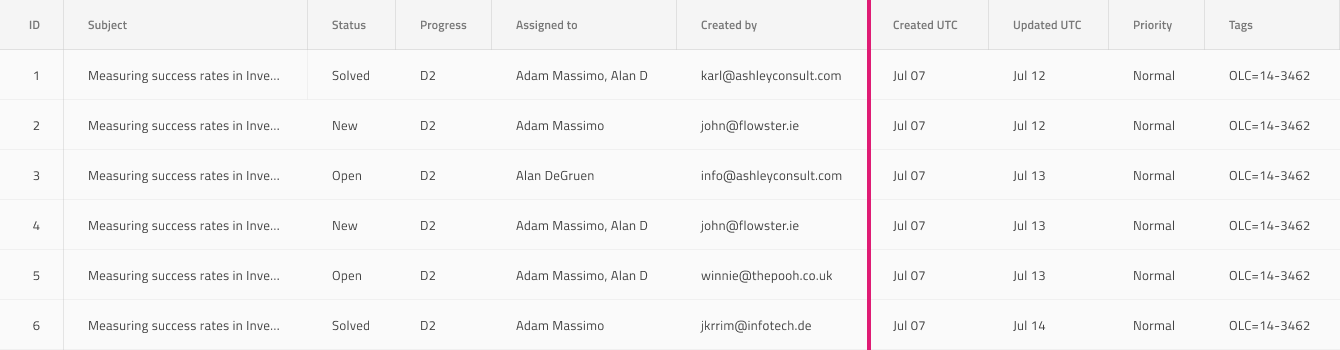 ID Subject Status Progress Assigned to Created by Created UTC Updated UTC Priority Tags
1 Measuring success rates in Inve... Solved D2 Adam Massimo, Alan D karl@ashleyconsult.com Jul 07 Jul 12 Normal OLC=14-3462
2 Measuring success rates in Inve... New D2 Adam Massimo john@flowster.ie Jul 07 Jul 12 Normal OLC=14-3462
3 Measuring success rates in Inve... Open D2 Alan DeGruen info@ashleyconsult.com Jul 07 Jul 13 Normal OLC=14-3462
4 Measuring success rates in Inve... New D2 Adam Massimo, Alan D john@flowster.ie Jul 07 Jul 13 Normal OLC=14-3462
5 Measuring success rates in Inve... Open D2 Adam Massimo, Alan D winnie@thepooh.co.uk Jul 07 Jul 13 Normal OLC=14-3462
6 Measuring success rates in Inve... Solved D2 Adam Massimo jkrrim@infotech.de Jul 07 Jul 14 Normal OLC=14-3462